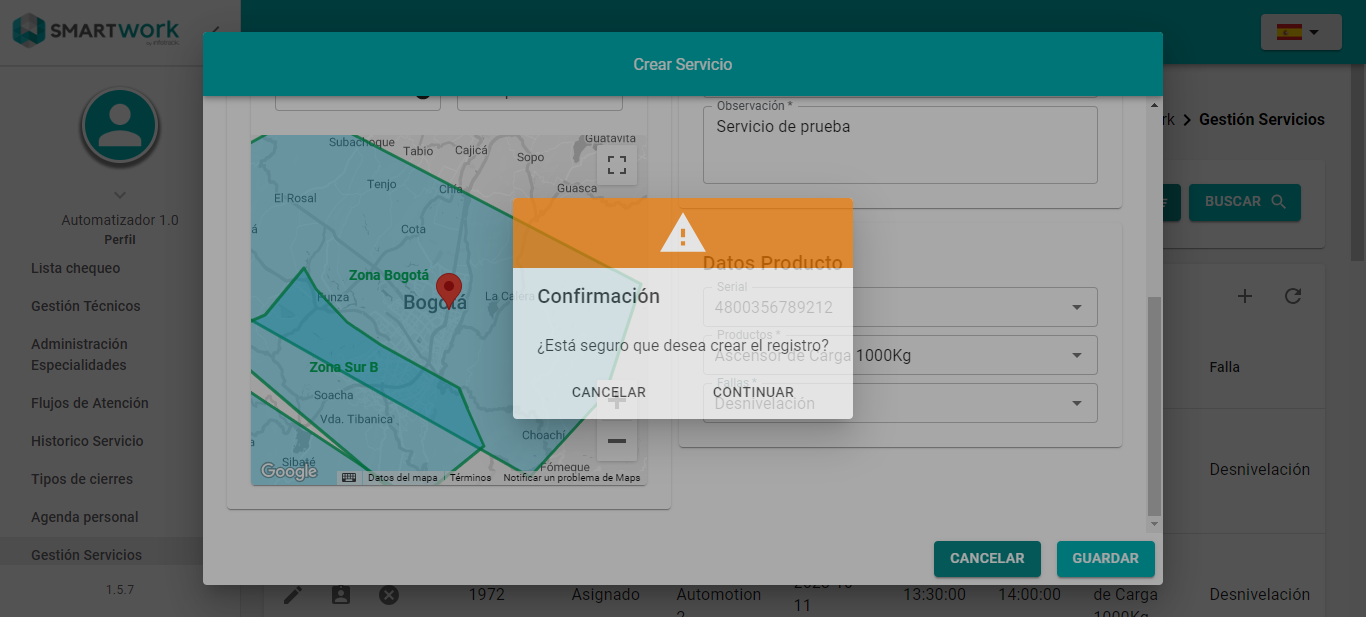 SMARTWORK
Automatizador 1.0
Perfil
Lista chequeo
Gestión Técnicos
Administración
Especialidades
Flujos de Atención
Historico Servicio
Tipos de cierres
Agenda personal
Gestión Servicios
1.5.7
Crear Servicio
Subachoque
Tabio
Cajicá
Sopo
Guatavita
Tenjo
Chía
Guasca
El Rosal
Cota
Zona Bogotá
Funza
Bogotá
La Calera
Zona Sur B
Soacha
Vda. Tibanica
Choachí
Sibaté
Fómeque
Google
Datos del mapa
Términos
Notificar un problema de Maps
Observación *
Servicio de prueba
Datos Producto
Serial
4800356789212
Productos *
Ascensor de Carga 1000Kg
Fallas *
Desnivelación
Confirmación
¿Está seguro que desea crear el registro?
CANCELAR
CONTINUAR
CANCELAR
GUARDAR
rk > Gestión Servicios
BUSCAR
Falla
Desnivelación
1972
Asignado
Automotion
11
13:30:00
14:00:00
de Carga
1000Kg
Desnivelación